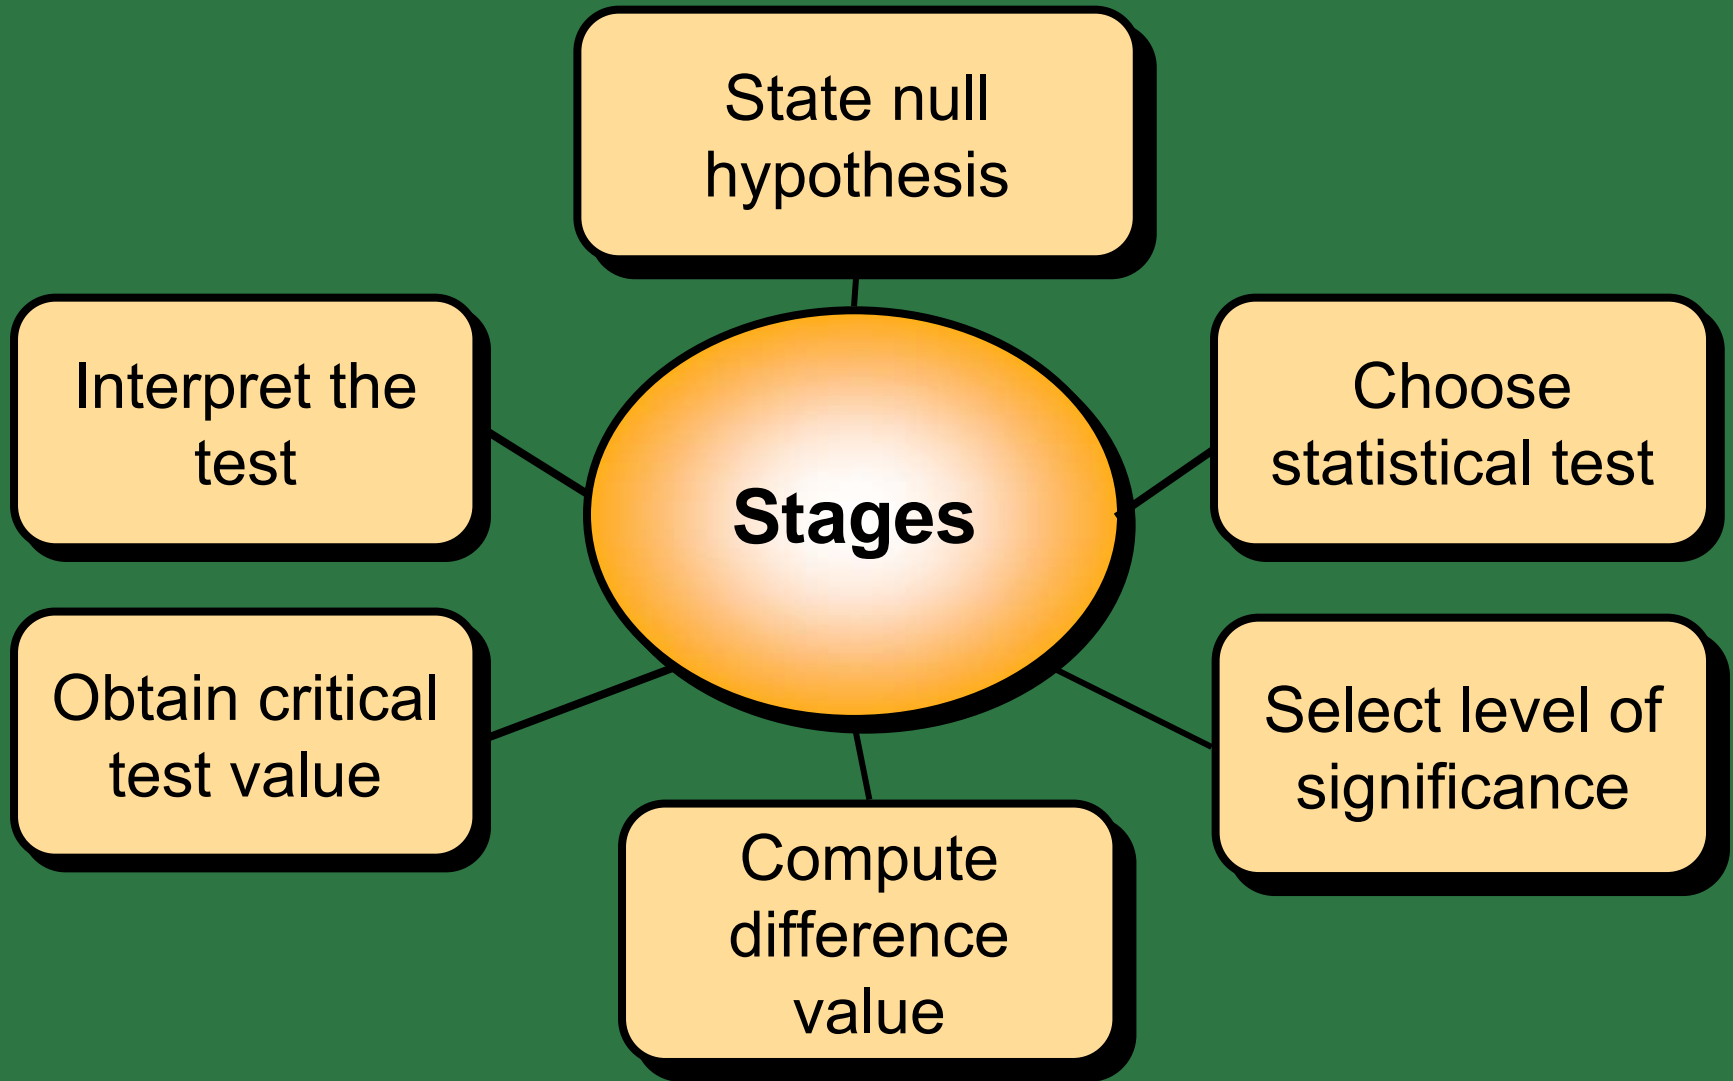 State null
hypothesis
Interpret the
test
Choose
statistical test
Stages
Obtain critical
test value
Select level of
significance
Compute
difference
value